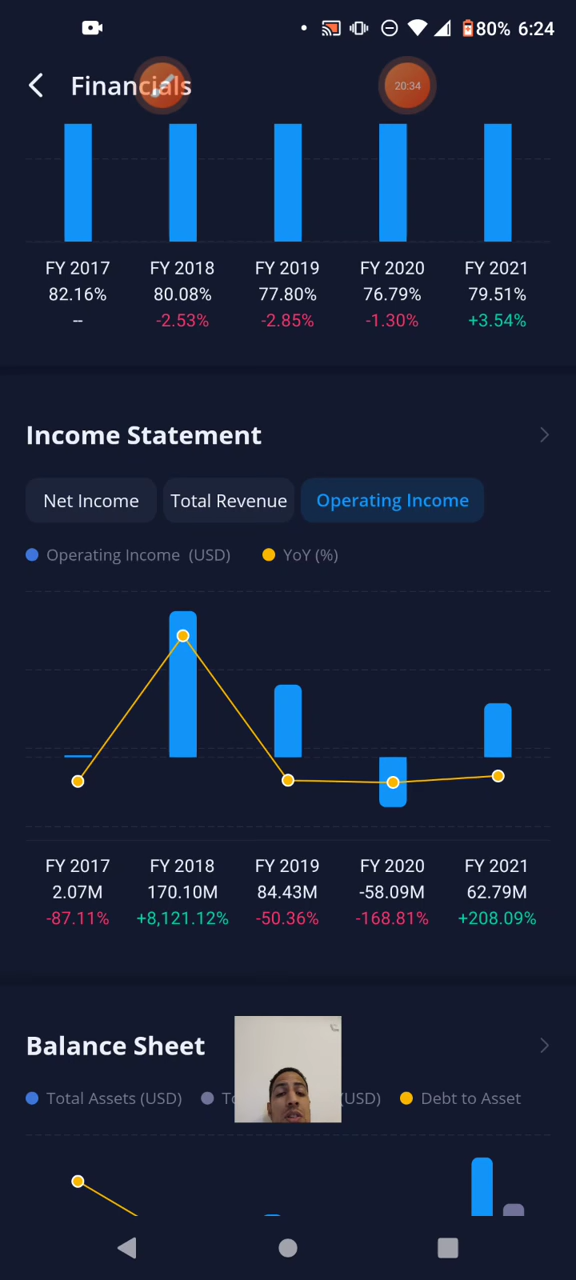 80% 6:24
Financials
20:34
FY 2017 FY 2018 FY 2019 FY 2020 FY 2021
82.16% 80.08% 77.80% 76.79% 79.51%
-- -2.53% -2.85% -1.30% +3.54%
Income Statement
Net Income Total Revenue Operating Income
Operating Income (USD) YoY (%)
FY 2017 FY 2018 FY 2019 FY 2020 FY 2021
2.07M 170.10M 84.43M -58.09M 62.79M
-87.11% +8,121.12% -50.36% -168.81% +208.09%
Balance Sheet
Total Assets (USD) (USD) Debt to Asset